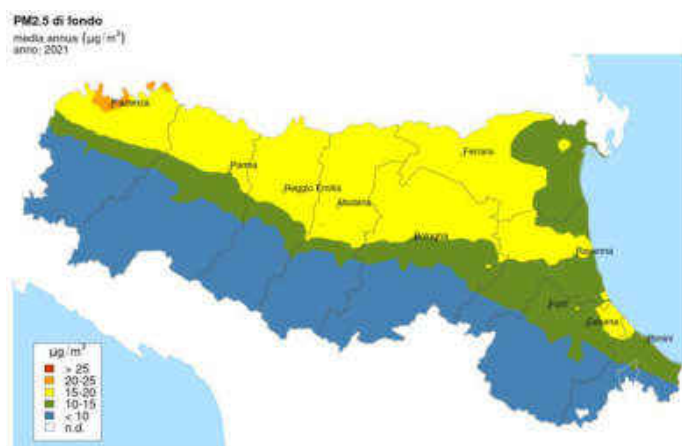 PM2.5 di fondo
media annua (µg/m³)
anno: 2021
Piacenza
Parma
Reggio Emilia
Modena
Ferrara
Bologna
Ravenna
Forlì
Cesena
Rimini
µg/m³
> 25
20-25
15-20
10-15
< 10
n.d.